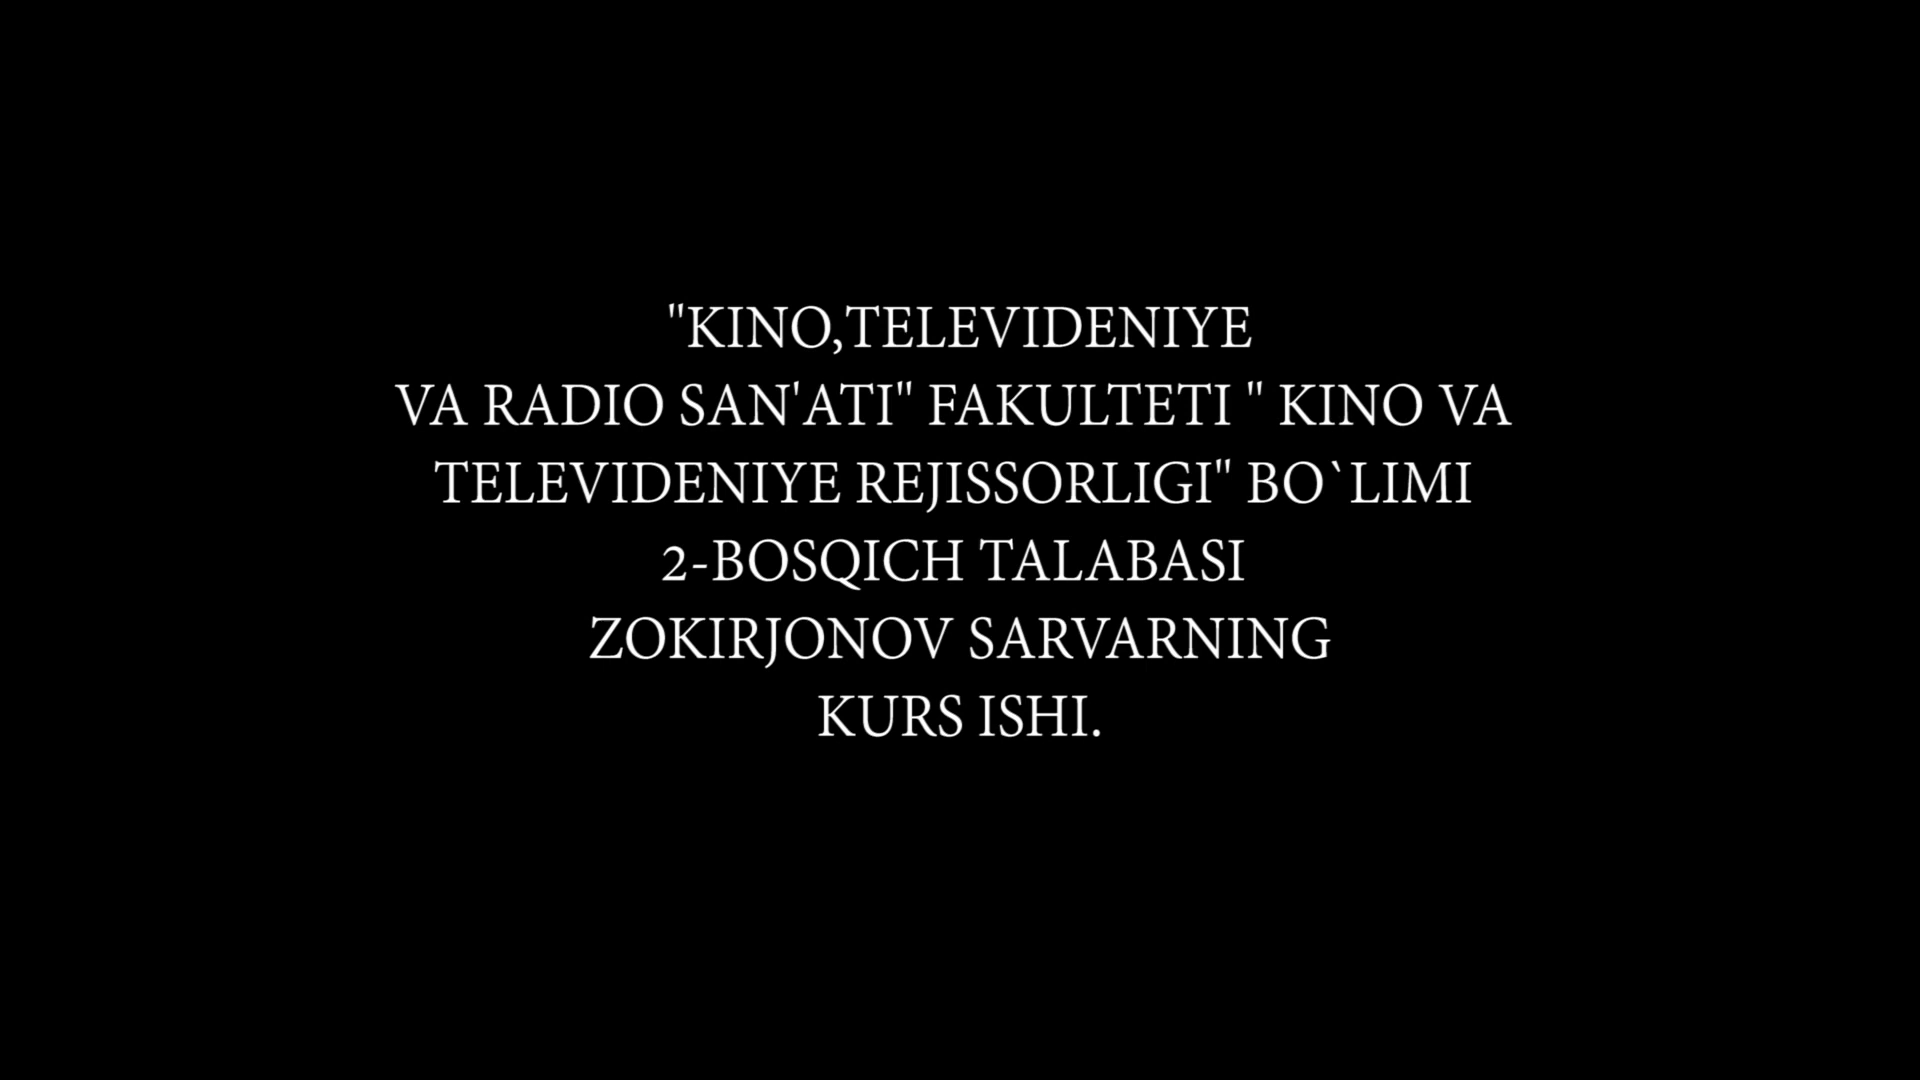 "KINO,TELEVIDENIYE
VA RADIO SAN'ATI" FAKULTETI " KINO VA
TELEVIDENIYE REJISSORLIGI" BO`LIMI
2-BOSQICH TALABASI
ZOKIRJONOV SARVARNING
KURS ISHI.